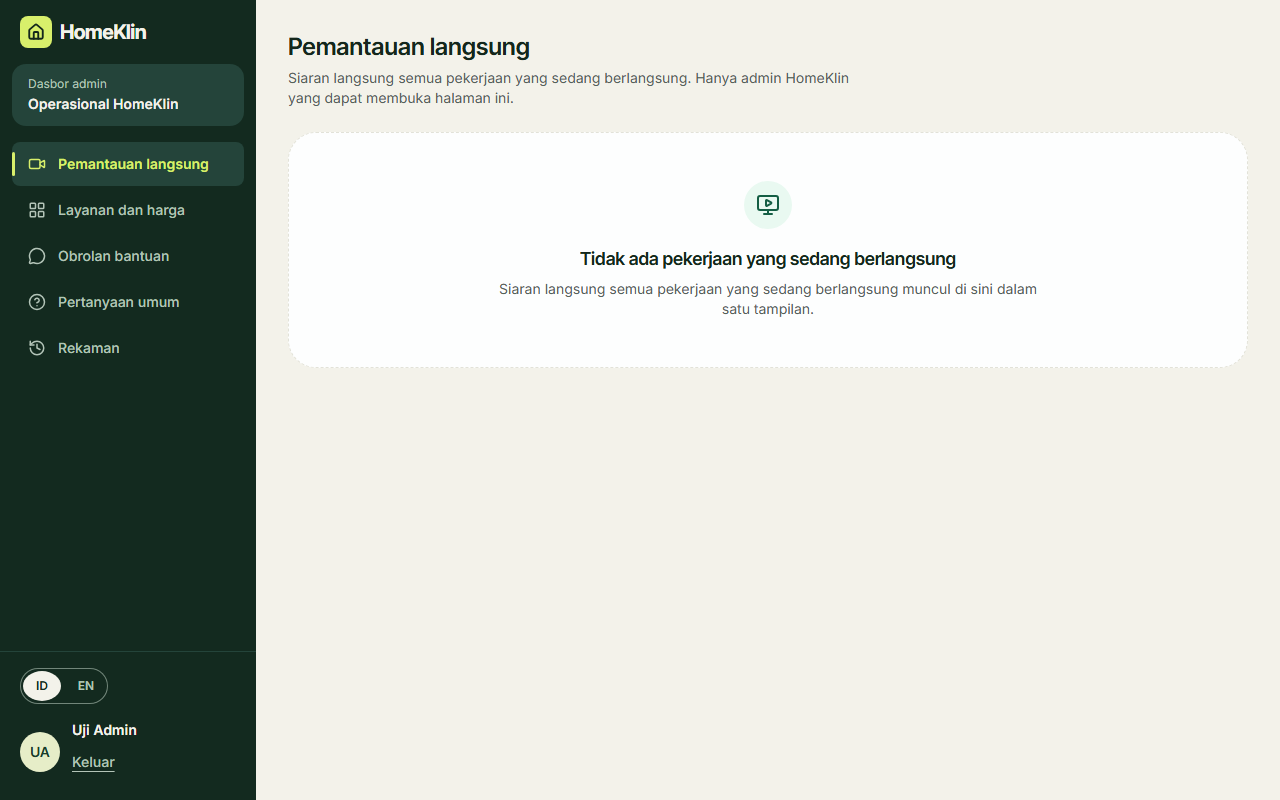 HomeKlin
Dasbor admin
Operasional HomeKlin
Pemantauan langsung
Layanan dan harga
Obrolan bantuan
Pertanyaan umum
Rekaman
ID
EN
UA
Uji Admin
Keluar
Pemantauan langsung
Siaran langsung semua pekerjaan yang sedang berlangsung. Hanya admin HomeKlin
yang dapat membuka halaman ini.
Tidak ada pekerjaan yang sedang berlangsung
Siaran langsung semua pekerjaan yang sedang berlangsung muncul di sini dalam
satu tampilan.